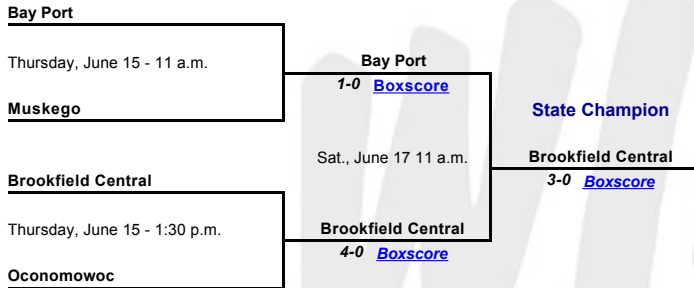 Bay Port
Thursday, June 15 - 11 a.m.
Muskego
Bay Port
1-0 Boxscore
Sat., June 17 11 a.m.
State Champion
Brookfield Central
3-0 Boxscore
Brookfield Central
Thursday, June 15 - 1:30 p.m.
Oconomowoc
Brookfield Central
4-0 Boxscore